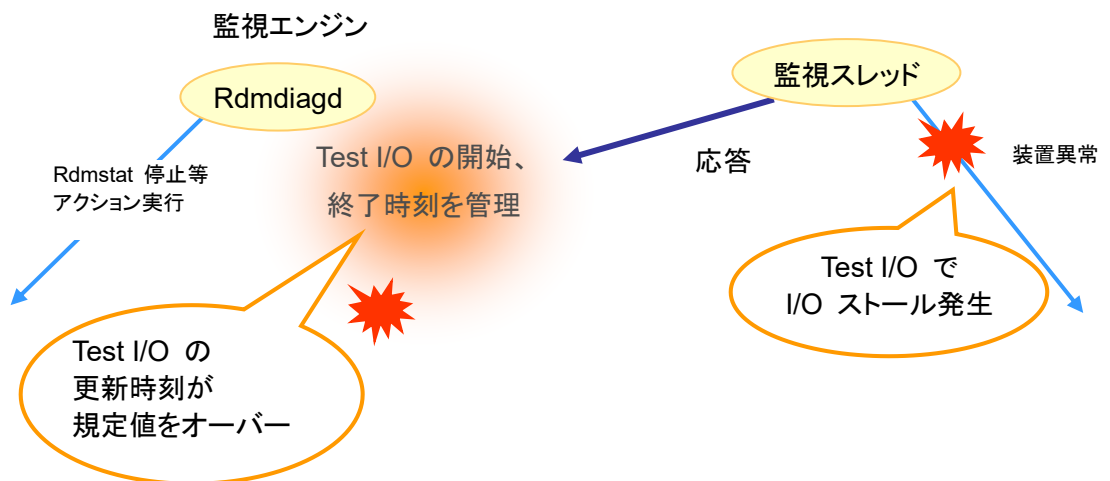 監視エンジン
Rdmdiagd
Rdmstat 停止等
アクション実行
Test I/O の開始、
終了時刻を管理
Test I/O の
更新時刻が
規定値をオーバー
監視スレッド
応答
装置異常
Test I/O で
I/O ストール発生